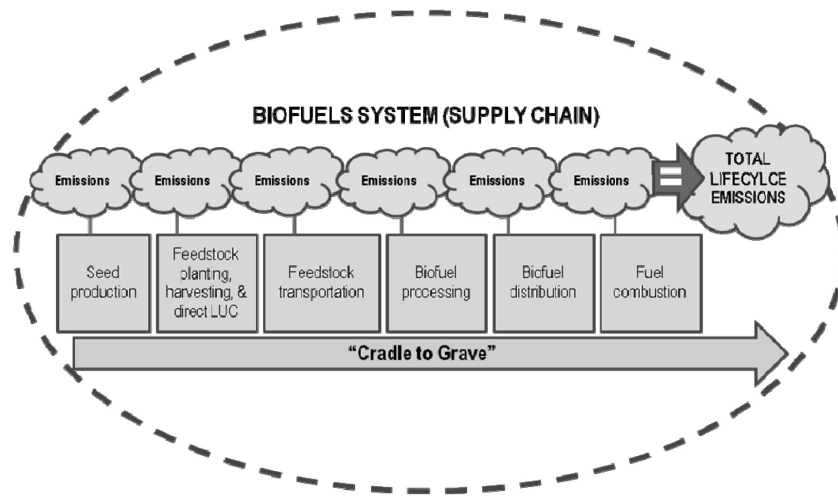 BIOFUELS SYSTEM (SUPPLY CHAIN)
Emissions
Emissions
Emissions
Emissions
Emissions
Emissions
TOTAL
LIFECYLCE
EMISSIONS
Seed
production
Feedstock
planting,
harvesting, &
direct LUC
Feedstock
transportation
Biofuel
processing
Biofuel
distribution
Fuel
combustion
"Cradle to Grave"